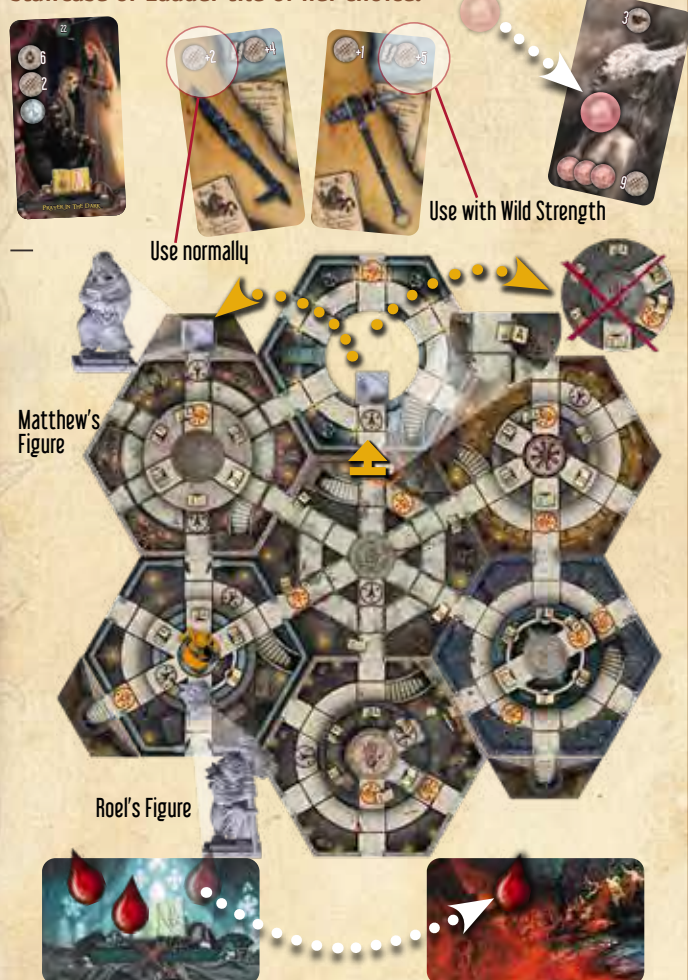 Staircase or Ladder tile of her choice.
22
6
2
PRAYER IN THE DARK
+2
+4
+1
+5
3
9
Use normally
Use with Wild Strength
A
Matthew's
Figure
Roel's Figure